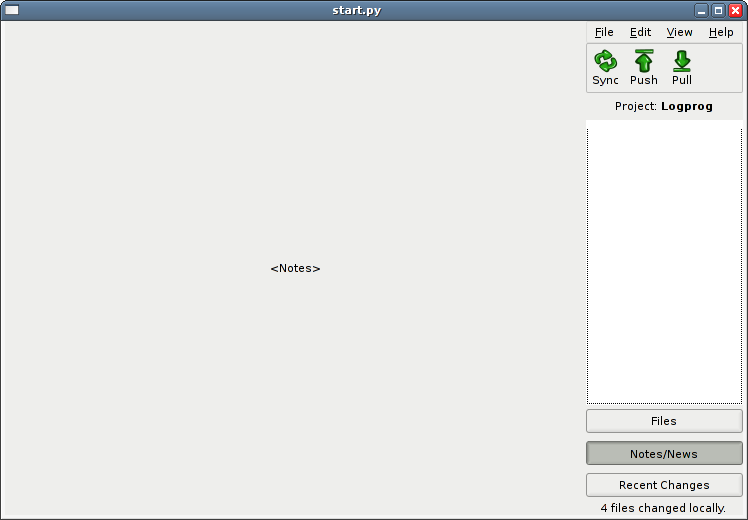 start.py
File Edit View Help
Sync Push Pull
Project: Logprog
<Notes>
Files
Notes/News
Recent Changes
4 files changed locally.